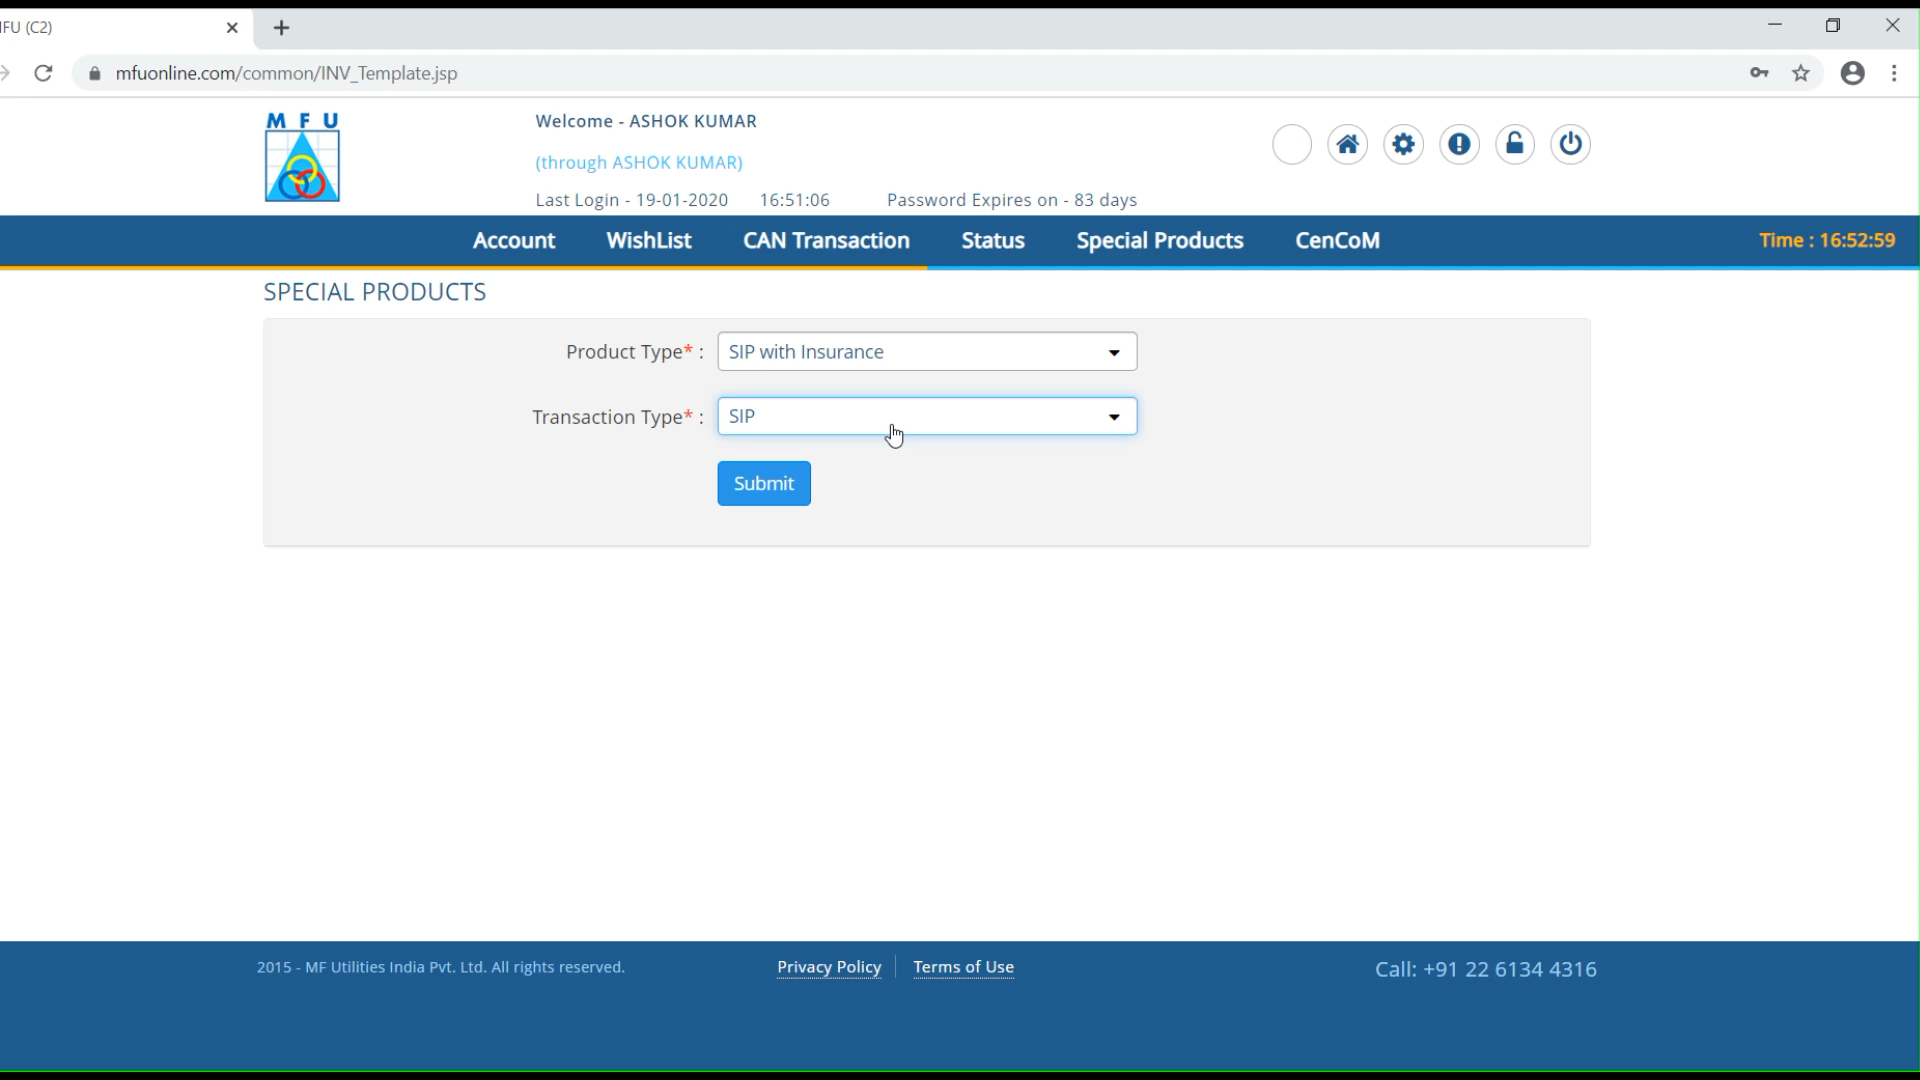 FU (C2)
mfuonline.com/common/INV_Template.jsp
M F U
Welcome - ASHOK KUMAR
(through ASHOK KUMAR)
Last Login - 19-01-2020 16:51:06 Password Expires on - 83 days
Account WishList CAN Transaction Status Special Products CenCoM Time : 16:52:59
SPECIAL PRODUCTS
Product Type* : SIP with Insurance
Transaction Type* : SIP
Submit
2015 - MF Utilities India Pvt. Ltd. All rights reserved. Privacy Policy Terms of Use Call: +91 22 6134 4316